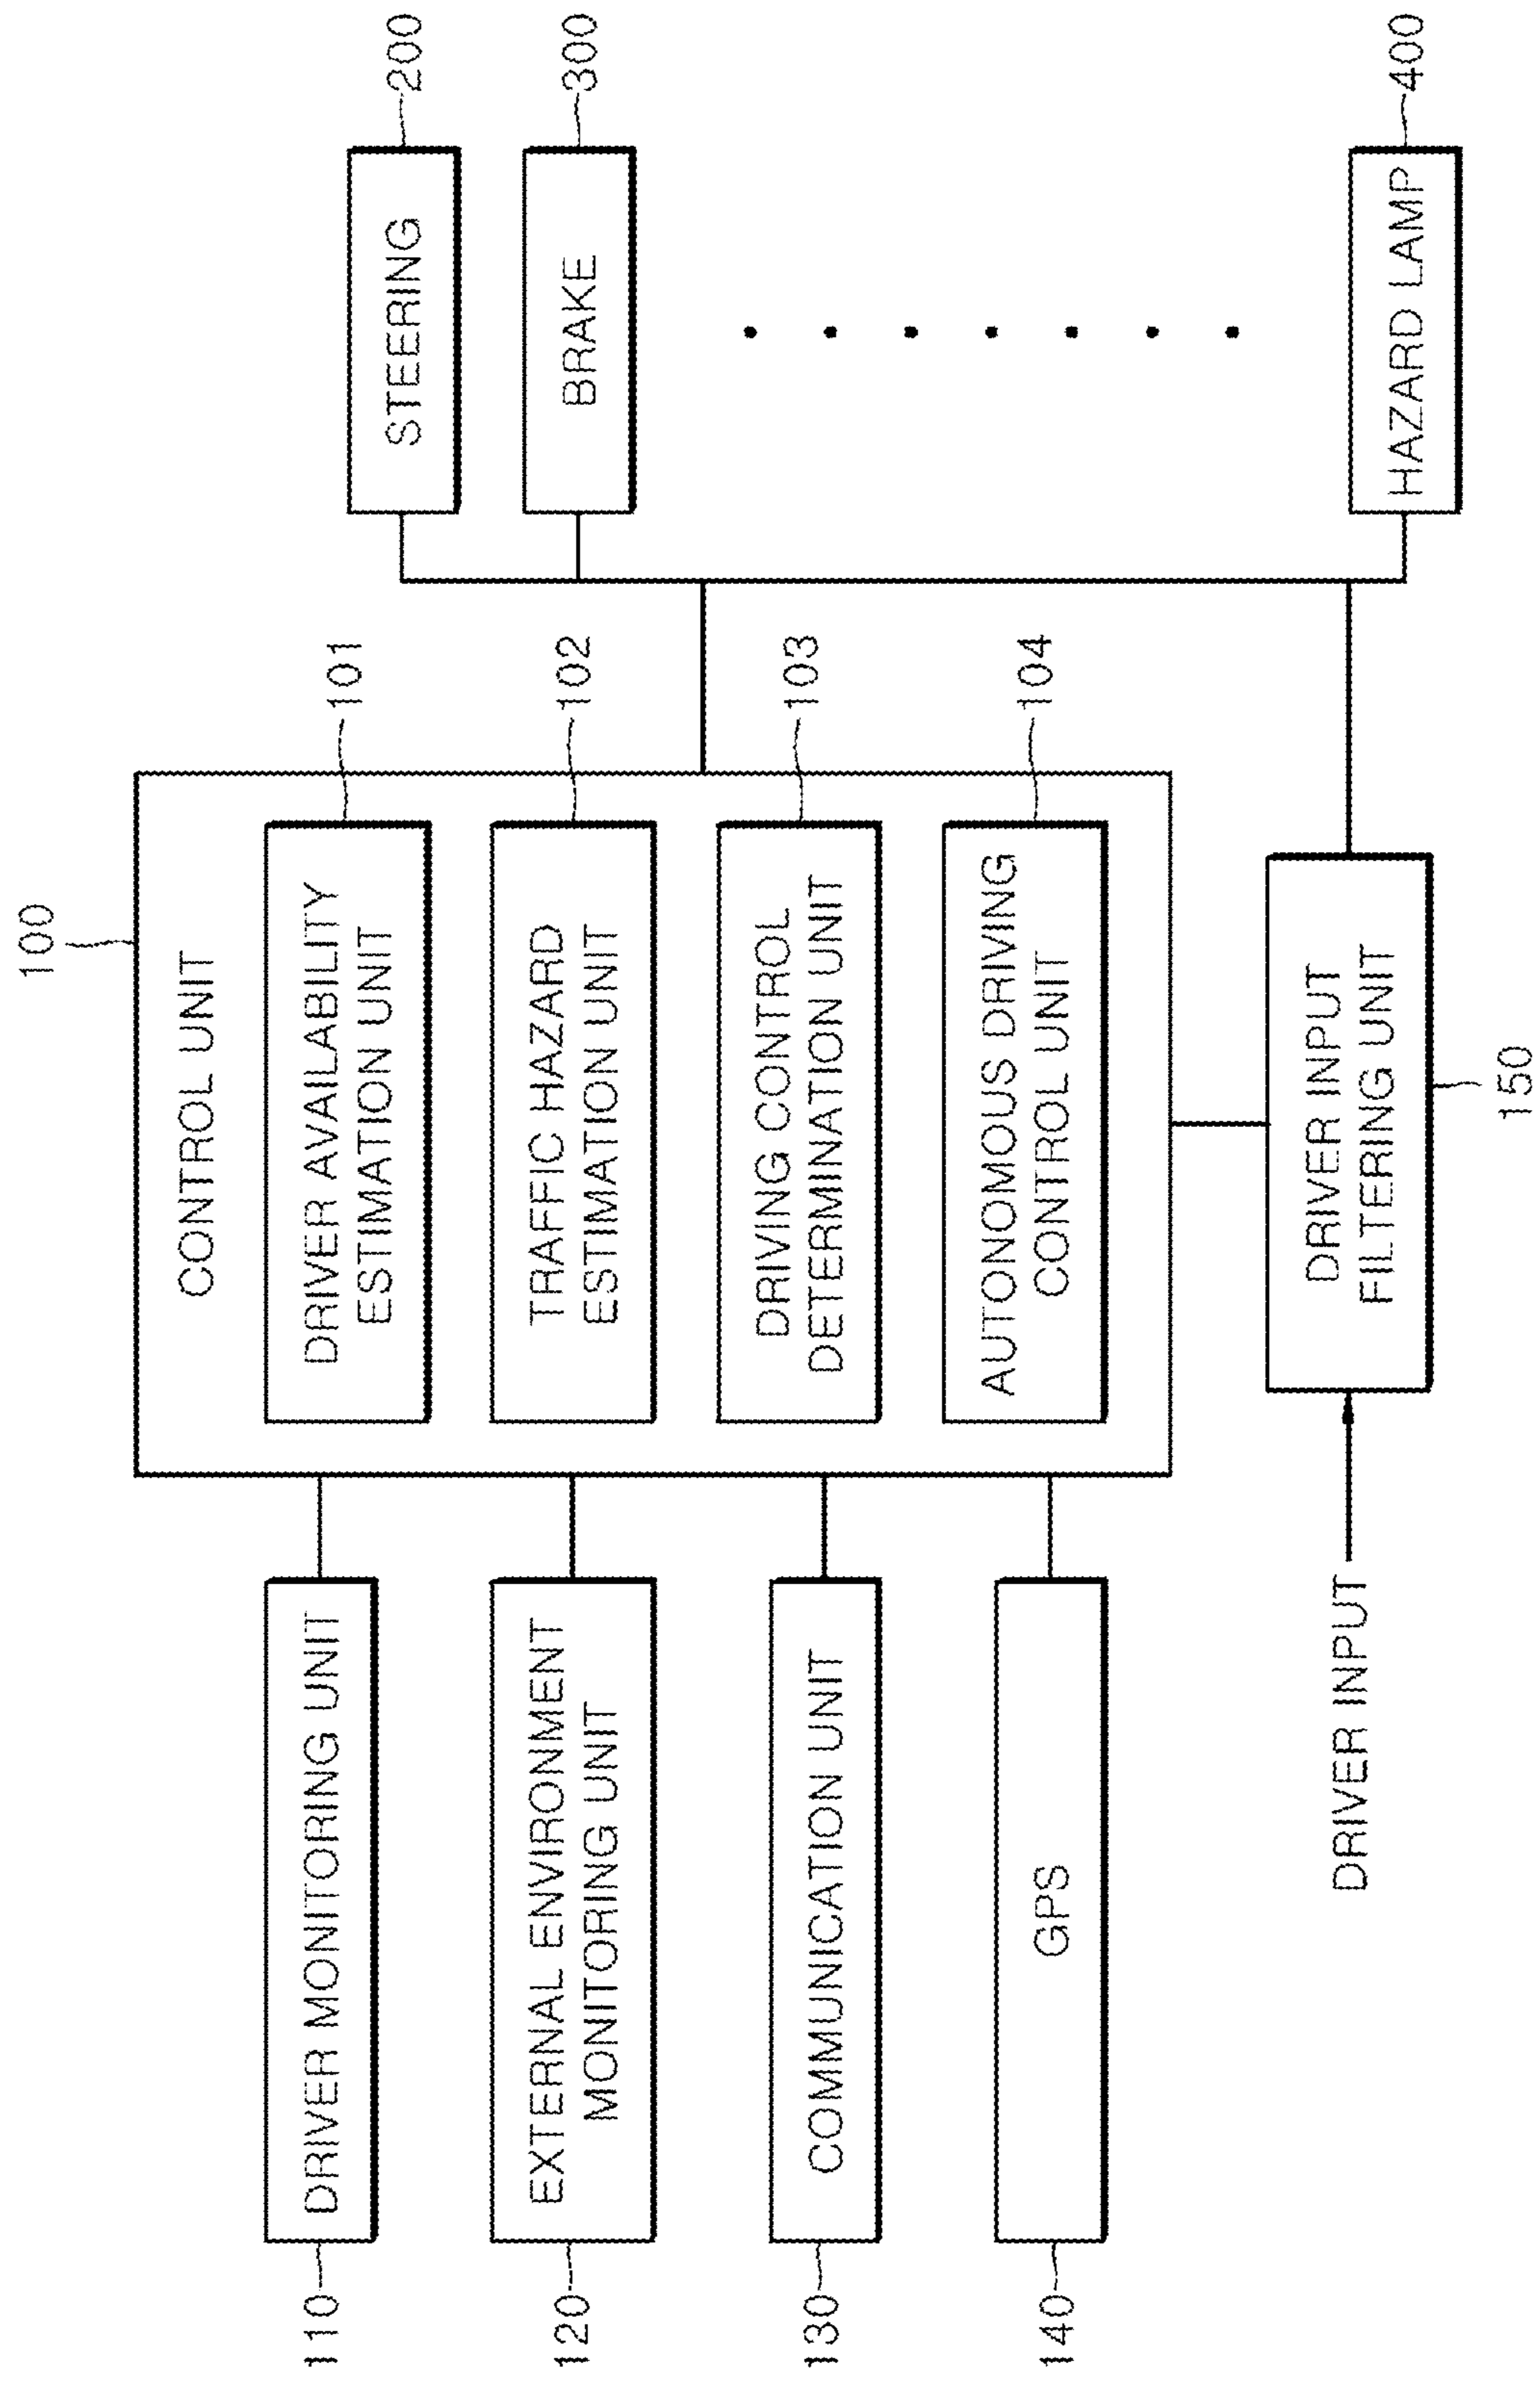 100
CONTROL UNIT
110
DRIVER MONITORING UNIT
DRIVER AVAILABILITY
ESTIMATION UNIT
101
STEERING
200
120
EXTERNAL ENVIRONMENT
MONITORING UNIT
TRAFFIC HAZARD
ESTIMATION UNIT
102
BRAKE
300
130
COMMUNICATION UNIT
DRIVING CONTROL
DETERMINATION UNIT
103
140
GPS
AUTONOMOUS DRIVING
CONTROL UNIT
104
DRIVER INPUT
DRIVER INPUT
FILTERING UNIT
150
HAZARD LAMP
400